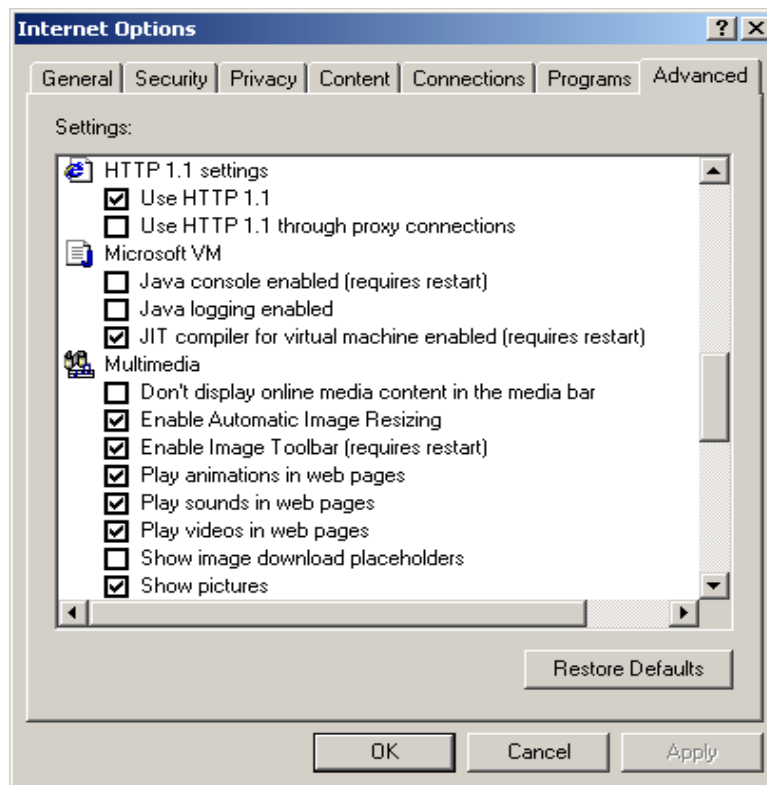 Internet Options
General Security Privacy Content Connections Programs Advanced
Settings:
HTTP 1.1 settings
Use HTTP 1.1
Use HTTP 1.1 through proxy connections
Microsoft VM
Java console enabled (requires restart)
Java logging enabled
JIT compiler for virtual machine enabled (requires restart)
Multimedia
Don't display online media content in the media bar
Enable Automatic Image Resizing
Enable Image Toolbar (requires restart)
Play animations in web pages
Play sounds in web pages
Play videos in web pages
Show image download placeholders
Show pictures
Restore Defaults
OK Cancel Apply